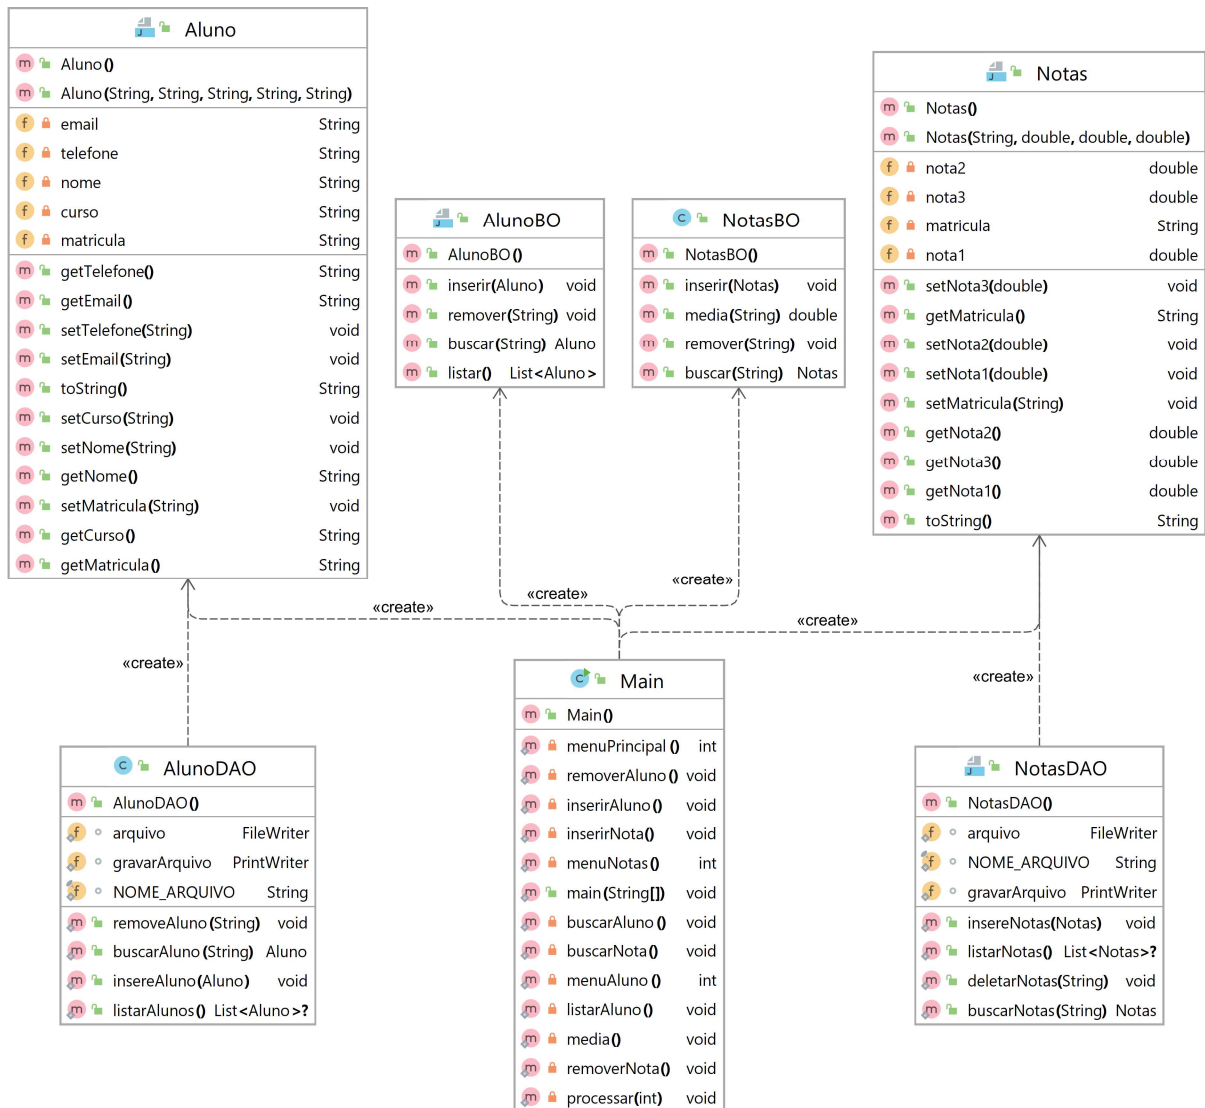 Aluno
Aluno()
Aluno(String, String, String, String, String)
email String
telefone String
nome String
curso String
matricula String
getTelefone() String
getEmail() String
setTelefone(String) void
setEmail(String) void
toString() String
setCurso(String) void
setNome(String) void
getNome() String
setMatricula(String) void
getCurso() String
getMatricula() String
AlunoBO
AlunoBO()
inserir(Aluno) void
remover(String) void
buscar(String) Aluno
listar() List<Aluno>
NotasBO
NotasBO()
inserir(Notas) void
media(String) double
remover(String) void
buscar(String) Notas
Notas
Notas()
Notas(String, double, double, double)
nota2 double
nota3 double
matricula String
nota1 double
setNota3(double) void
getMatricula() String
setNota2(double) void
setNota1(double) void
setMatricula(String) void
getNota2() double
getNota3() double
getNota1() double
toString() String
«create»
«create»
«create»
«create»
«create»
«create»
AlunoDAO
AlunoDAO()
arquivo FileWriter
gravarArquivo PrintWriter
NOME_ARQUIVO String
removeAluno(String) void
buscarAluno(String) Aluno
insereAluno(Aluno) void
listarAlunos() List<Aluno>?
Main
Main()
menuPrincipal() int
removerAluno() void
inserirAluno() void
inserirNota() void
menuNotas() int
main(String[]) void
buscarAluno() void
buscarNota() void
menuAluno() int
listarAluno() void
media() void
removerNota() void
processar(int) void
NotasDAO
NotasDAO()
arquivo FileWriter
NOME_ARQUIVO String
gravarArquivo PrintWriter
insereNotas(Notas) void
listarNotas() List<Notas>?
deletarNotas(String) void
buscarNotas(String) Notas